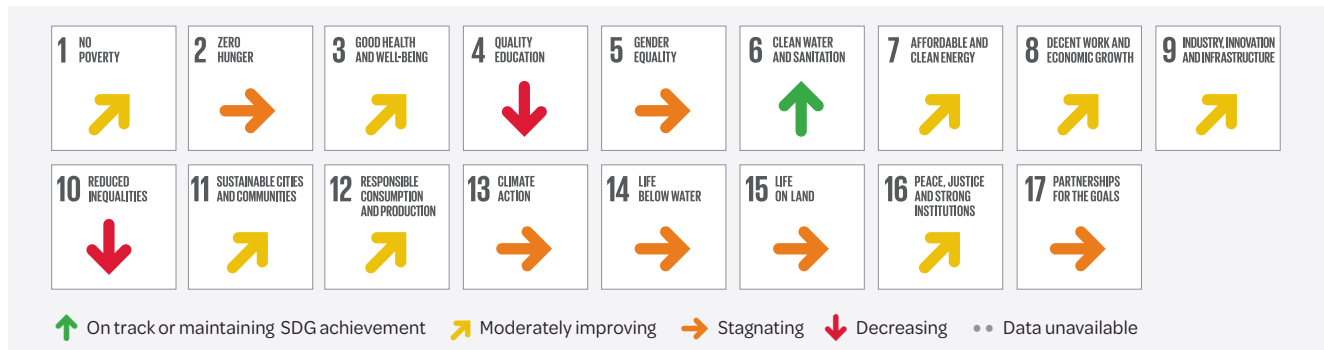 1 NO
POVERTY
2 ZERO
HUNGER
3 GOOD HEALTH
AND WELL-BEING
4 QUALITY
EDUCATION
5 GENDER
EQUALITY
6 CLEAN WATER
AND SANITATION
7 AFFORDABLE AND
CLEAN ENERGY
8 DECENT WORK AND
ECONOMIC GROWTH
9 INDUSTRY, INNOVATION
AND INFRASTRUCTURE
10 REDUCED
INEQUALITIES
11 SUSTAINABLE CITIES
AND COMMUNITIES
12 RESPONSIBLE
CONSUMPTION
AND PRODUCTION
13 CLIMATE
ACTION
14 LIFE
BELOW WATER
15 LIFE
ON LAND
16 PEACE, JUSTICE
AND STRONG
INSTITUTIONS
17 PARTNERSHIPS
FOR THE GOALS
On track or maintaining SDG achievement
Moderately improving
Stagnating
Decreasing
Data unavailable